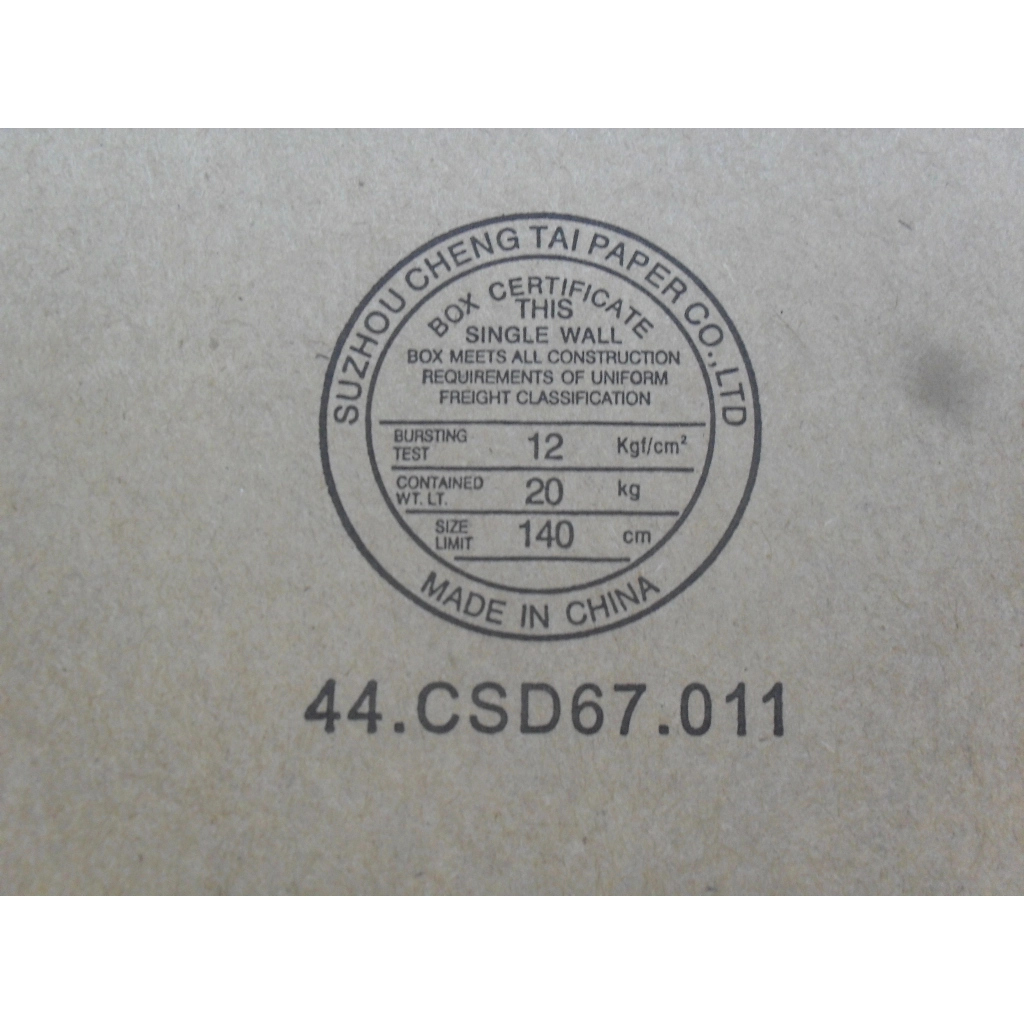 SUZHOU CHENG TAI PAPER CO.,LTD
BOX CERTIFICATE
THIS
SINGLE WALL
BOX MEETS ALL CONSTRUCTION
REQUIREMENTS OF UNIFORM
FREIGHT CLASSIFICATION
BURSTING TEST 12 Kgf/cm²
CONTAINED WT. LT. 20 kg
SIZE LIMIT 140 cm
MADE IN CHINA
44.CSD67.011